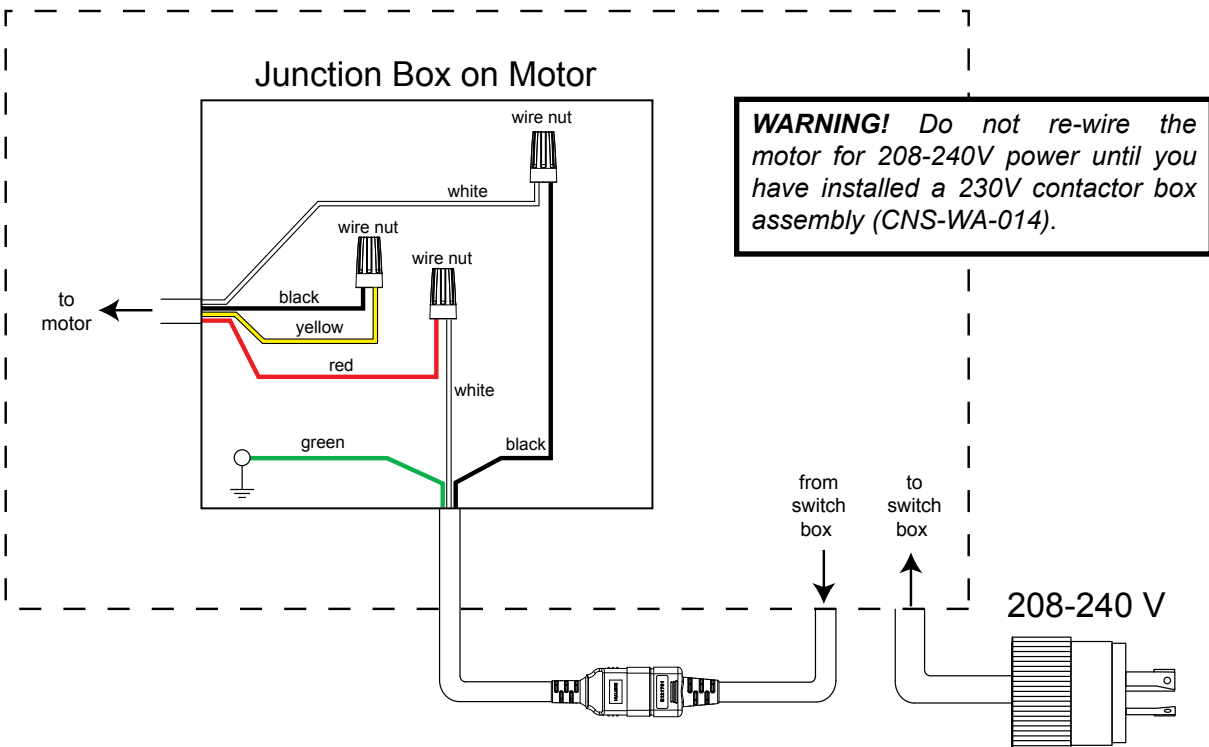 Junction Box on Motor
wire nut
WARNING! Do not re-wire the
motor for 208-240V power until you
have installed a 230V contactor box
assembly (CNS-WA-014).
white
wire nut
wire nut
to
motor
black
yellow
red
white
green
black
from
switch
box
to
switch
box
208-240 V